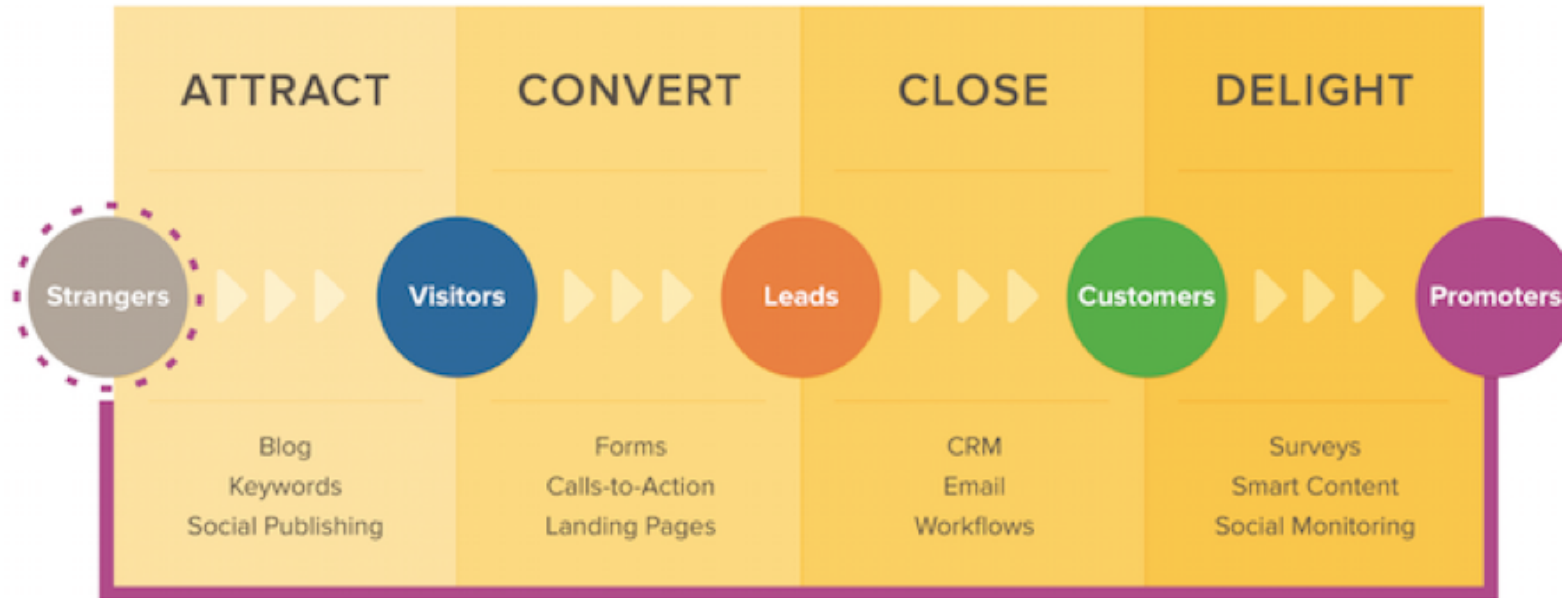 ATTRACT
CONVERT
CLOSE
DELIGHT
Strangers
Visitors
Leads
Customers
Promoters
Blog
Keywords
Social Publishing
Forms
Calls-to-Action
Landing Pages
CRM
Email
Workflows
Surveys
Smart Content
Social Monitoring